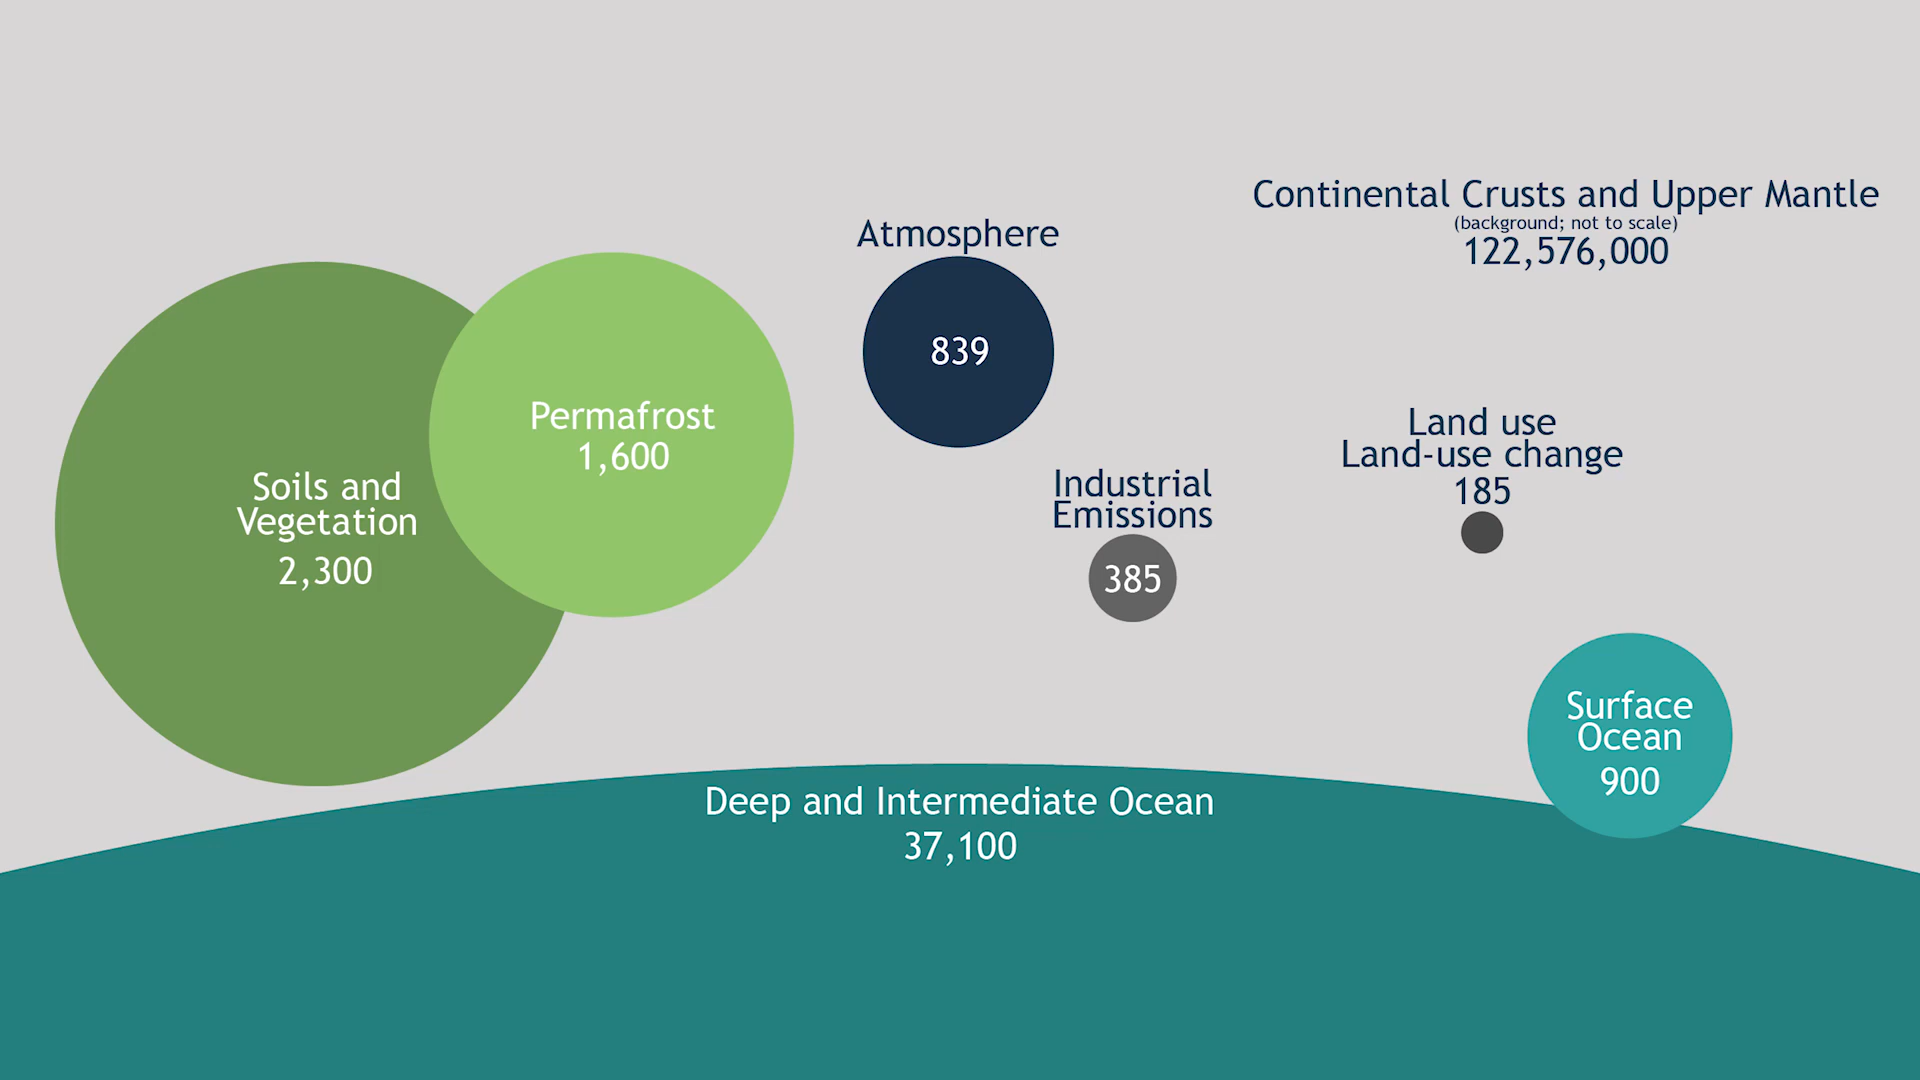 Continental Crusts and Upper Mantle
(background; not to scale)
122,576,000
Atmosphere
839
Permafrost
1,600
Soils and
Vegetation
2,300
Industrial
Emissions
385
Land use
Land-use change
185
Surface
Ocean
900
Deep and Intermediate Ocean
37,100